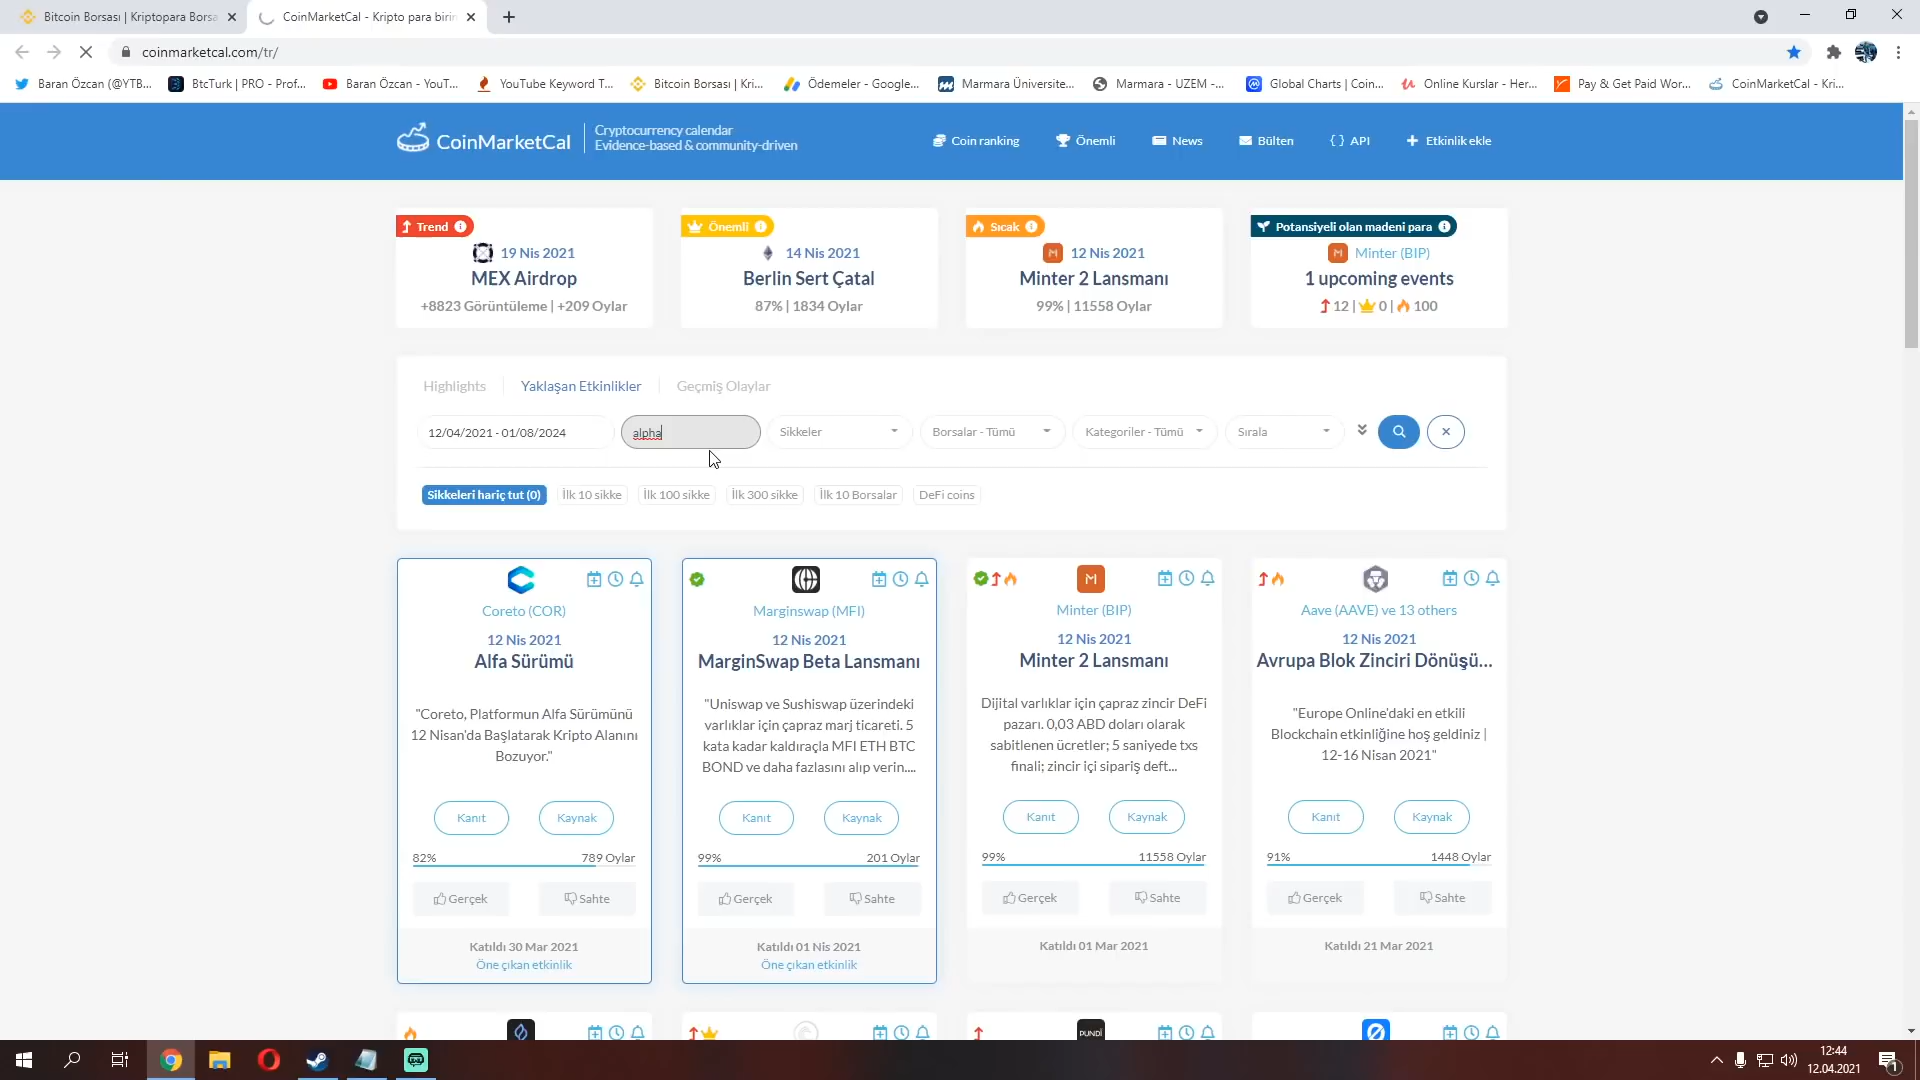 Bitcoin Borsası | Kriptopara Borsa
CoinMarketCal - Kripto para birin
coinmarketcal.com/tr/
Baran Özcan (@YTB...
BtcTurk | PRO - Prof...
Baran Özcan - YouT...
YouTube Keyword T...
Bitcoin Borsası | Kri...
Ödemeler - Google...
Marmara Üniversite...
Marmara - UZEM -...
Global Charts | Coin...
Online Kurslar - Her...
Pay & Get Paid Wor...
CoinMarketCal - Kri...
CoinMarketCal
Cryptocurrency calendar
Evidence-based & community-driven
Coin ranking
Önemli
News
Bülten
{ } API
+ Etkinlik ekle
Trend
19 Nis 2021
MEX Airdrop
+8823 Görüntüleme | +209 Oylar
Önemli
14 Nis 2021
Berlin Sert Çatal
87% | 1834 Oylar
Sıcak
12 Nis 2021
Minter 2 Lansmanı
99% | 11558 Oylar
Potansiyeli olan madeni para
Minter (BIP)
1 upcoming events
12 | 0 | 100
Highlights
Yaklaşan Etkinlikler
Geçmiş Olaylar
12/04/2021 - 01/08/2024
alpha
Sikkeler
Borsalar - Tümü
Kategoriler - Tümü
Sırala
Sikkeleri hariç tut (0)
İlk 10 sikke
İlk 100 sikke
İlk 300 sikke
İlk 10 Borsalar
DeFi coins
Coreto (COR)
12 Nis 2021
Alfa Sürümü
"Coreto, Platformun Alfa Sürümünü
12 Nisan'da Başlatarak Kripto Alanını
Bozuyor."
Kanıt
Kaynak
82%
789 Oylar
Gerçek
Sahte
Katıldı 30 Mar 2021
Öne çıkan etkinlik
Marginswap (MFI)
12 Nis 2021
MarginSwap Beta Lansmanı
"Uniswap ve Sushiswap üzerindeki
varlıklar için çapraz marj ticareti. 5
kata kadar kaldıraçla MFI ETH BTC
BOND ve daha fazlasını alıp verin....
Kanıt
Kaynak
99%
201 Oylar
Gerçek
Sahte
Katıldı 01 Nis 2021
Öne çıkan etkinlik
M
Minter (BIP)
12 Nis 2021
Minter 2 Lansmanı
Dijital varlıklar için çapraz zincir DeFi
pazarı. 0,03 ABD doları olarak
sabitlenen ücretler; 5 saniyede txs
finali; zincir içi sipariş deft...
Kanıt
Kaynak
99%
11558 Oylar
Gerçek
Sahte
Katıldı 01 Mar 2021
Aave (AAVE) ve 13 others
12 Nis 2021
Avrupa Blok Zinciri Dönüşü...
"Europe Online'daki en etkili
Blockchain etkinliğine hoş geldiniz |
12-16 Nisan 2021"
Kanıt
Kaynak
91%
1448 Oylar
Gerçek
Sahte
Katıldı 21 Mar 2021
PUNDI
12:44
12.04.2021
1